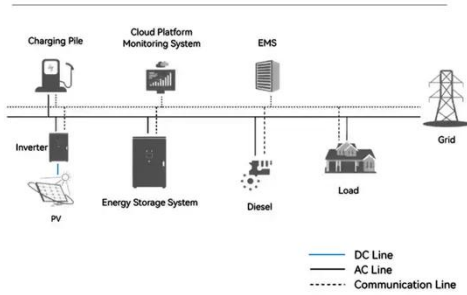 Charging Pile
Cloud Platform
Monitoring System
EMS
Grid
Inverter
PV
Energy Storage System
Diesel
Load
DC Line
AC Line
Communication Line